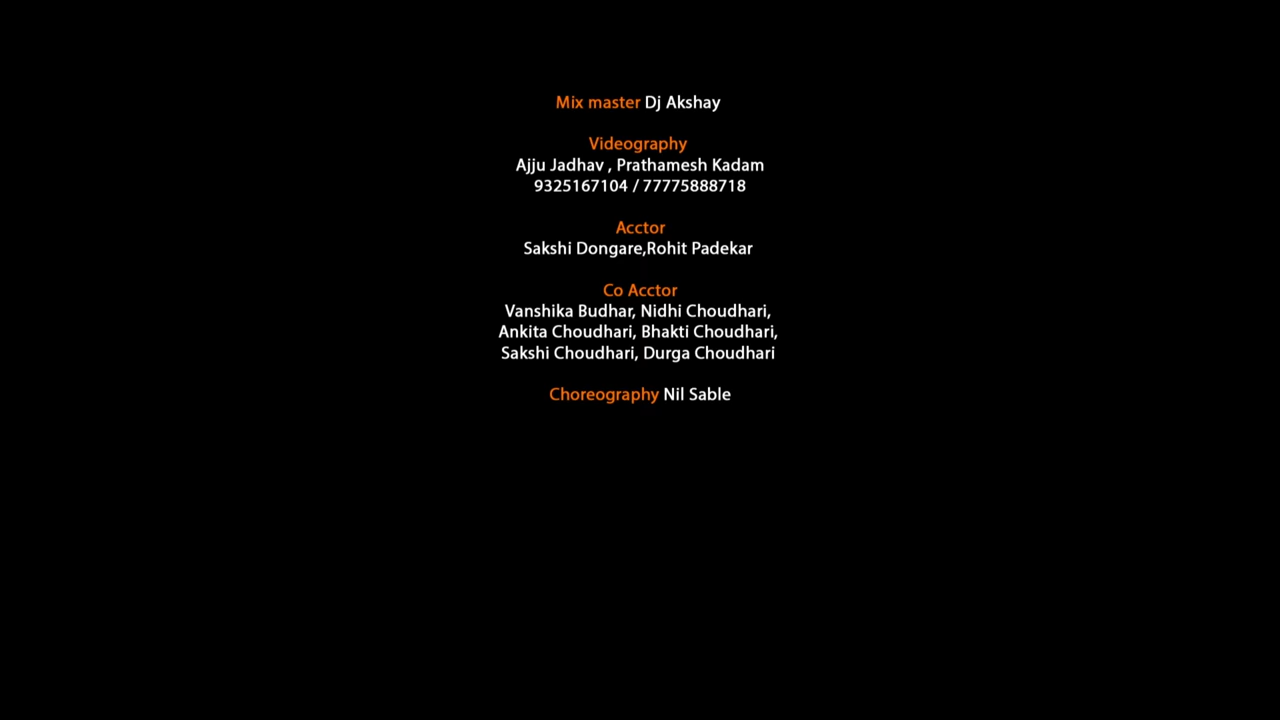 Mix master Dj Akshay
Videography
Ajju Jadhav , Prathamesh Kadam
9325167104 / 77775888718
Acctor
Sakshi Dongare,Rohit Padekar
Co Acctor
Vanshika Budhar, Nidhi Choudhari,
Ankita Choudhari, Bhakti Choudhari,
Sakshi Choudhari, Durga Choudhari
Choreography Nil Sable